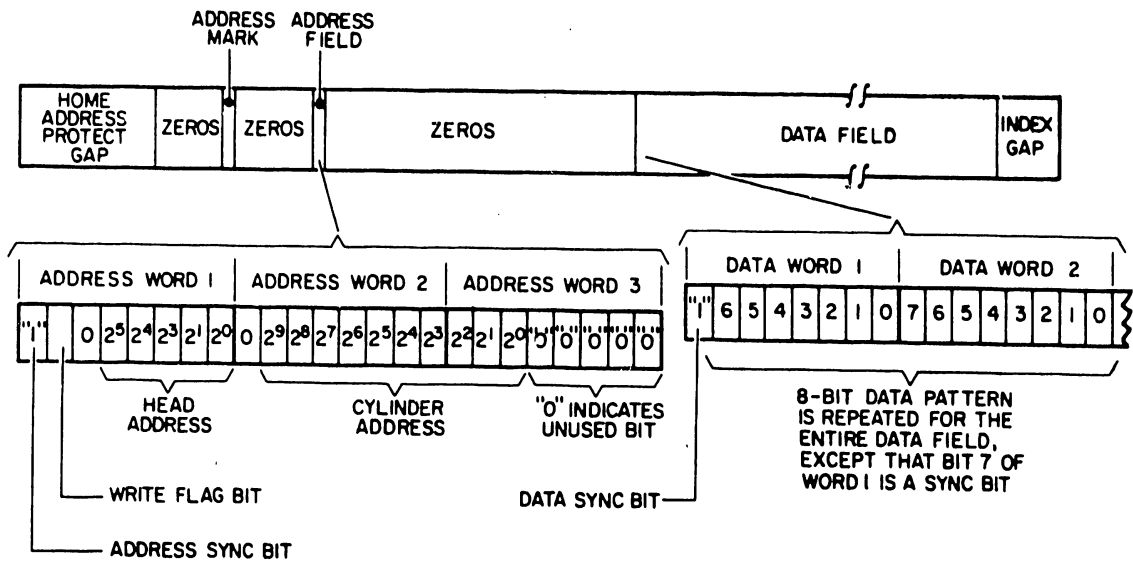 ADDRESS
MARK
ADDRESS
FIELD
HOME
ADDRESS
PROTECT
GAP
ZEROS
ZEROS
ZEROS
DATA FIELD
INDEX
GAP
ADDRESS WORD 1
ADDRESS WORD 2
ADDRESS WORD 3
"1" 0 2⁵ 2⁴ 2³ 2¹ 2⁰ 0 2⁹ 2⁸ 2⁷ 2⁶ 2⁵ 2⁴ 2³ 2² 2¹ 2⁰ "0" "0" "0" "0" "0"
HEAD
ADDRESS
CYLINDER
ADDRESS
"0" INDICATES
UNUSED BIT
WRITE FLAG BIT
ADDRESS SYNC BIT
DATA WORD 1
DATA WORD 2
"1" 6 5 4 3 2 1 0 7 6 5 4 3 2 1 0
DATA SYNC BIT
8-BIT DATA PATTERN
IS REPEATED FOR THE
ENTIRE DATA FIELD,
EXCEPT THAT BIT 7 OF
WORD 1 IS A SYNC BIT